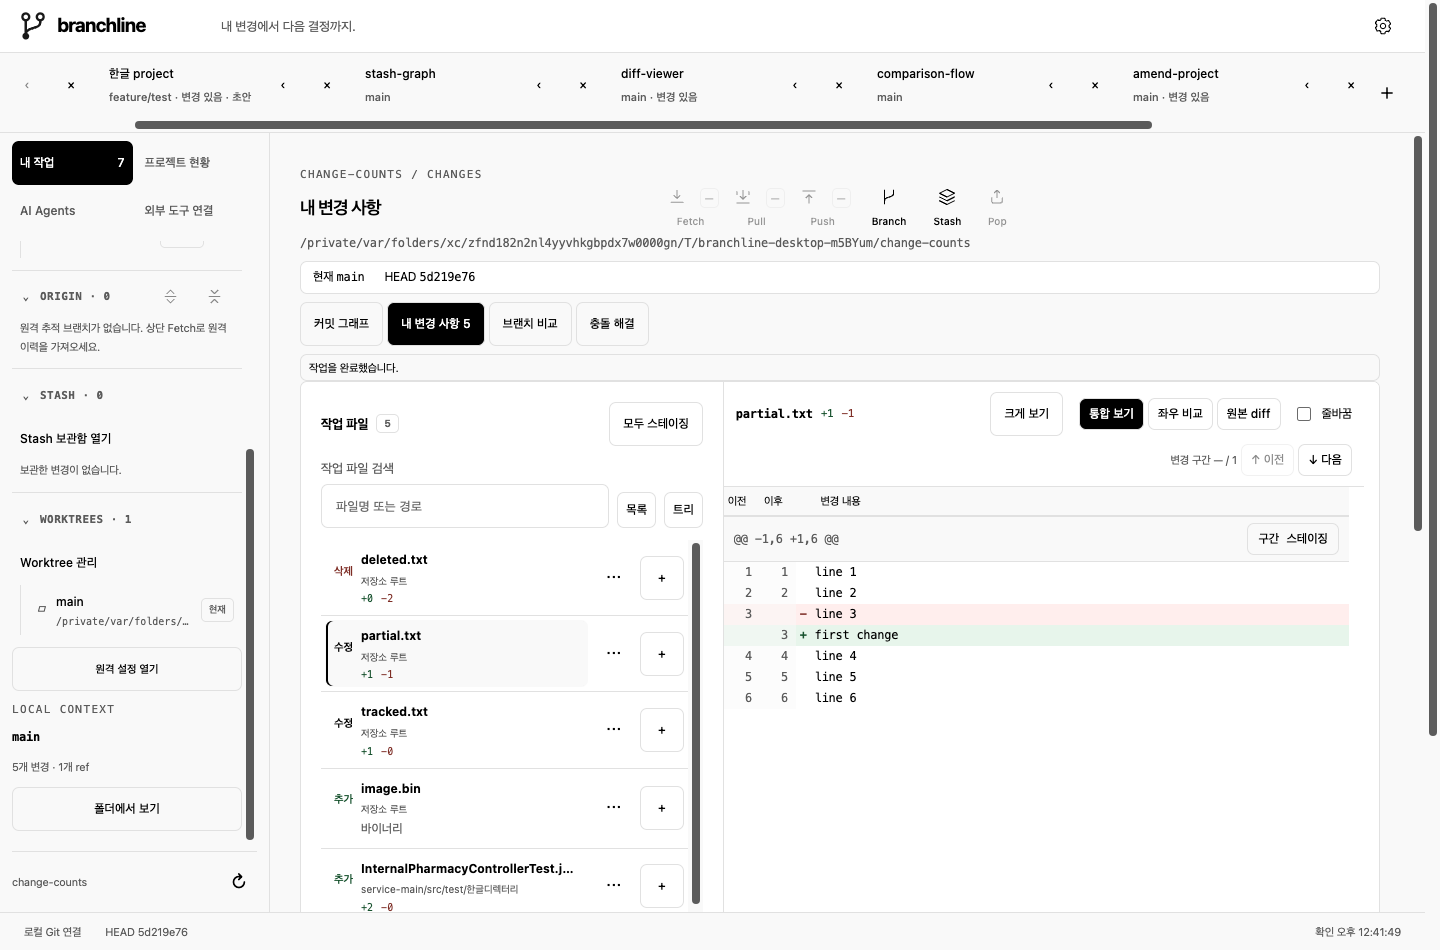 branchline
내 변경에서 다음 결정까지.
한글 project
feature/test · 변경 있음 · 초안
stash-graph
main
diff-viewer
main · 변경 있음
comparison-flow
main
amend-project
main · 변경 있음
내 작업 7
프로젝트 현황
AI Agents
외부 도구 연결
ORIGIN · 0
원격 추적 브랜치가 없습니다. 상단 Fetch로 원격
이력을 가져오세요.
STASH · 0
Stash 보관함 열기
보관한 변경이 없습니다.
WORKTREES · 1
Worktree 관리
main
/private/var/folders/…
현재
원격 설정 열기
LOCAL CONTEXT
main
5개 변경 · 1개 ref
폴더에서 보기
change-counts
CHANGE-COUNTS / CHANGES
내 변경 사항
Fetch
Pull
Push
Branch
Stash
Pop
/private/var/folders/xc/zfnd182n2nl4yyvhkgbpdx7w0000gn/T/branchline-desktop-m5BYum/change-counts
현재 main HEAD 5d219e76
커밋 그래프
내 변경 사항 5
브랜치 비교
충돌 해결
작업을 완료했습니다.
작업 파일 5
모두 스테이징
작업 파일 검색
파일명 또는 경로
목록
트리
삭제 deleted.txt
저장소 루트
+0 −2
수정 partial.txt
저장소 루트
+1 −1
수정 tracked.txt
저장소 루트
+1 −0
추가 image.bin
저장소 루트
바이너리
추가 InternalPharmacyControllerTest.j...
service-main/src/test/한글디렉터리
+2 −0
partial.txt +1 −1
크게 보기
통합 보기
좌우 비교
원본 diff
줄바꿈
변경 구간 — / 1
↑ 이전
↓ 다음
이전 이후 변경 내용
@@ −1,6 +1,6 @@
구간 스테이징
1 1 line 1
2 2 line 2
3 − line 3
3 + first change
4 4 line 4
5 5 line 5
6 6 line 6
로컬 Git 연결
HEAD 5d219e76
확인 오후 12:41:49